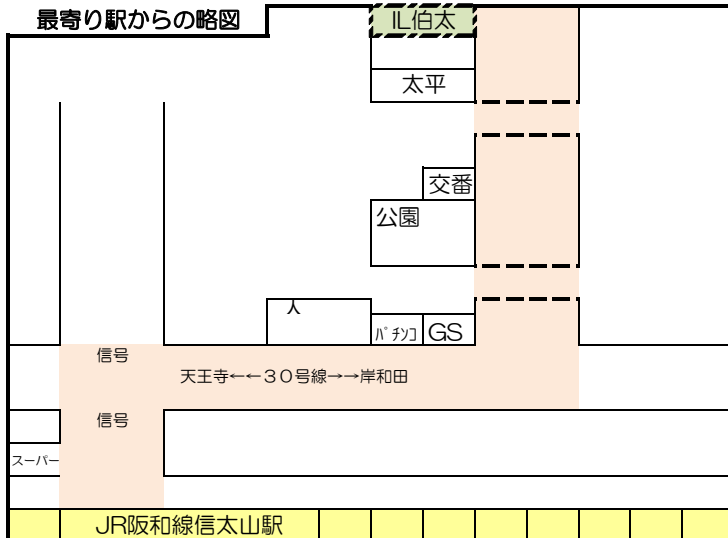 最寄り駅からの略図
IL伯太
太平
交番
公園
パチンコ
GS
信号
天王寺←←30号線→→岸和田
信号
スーパー
JR阪和線信太山駅